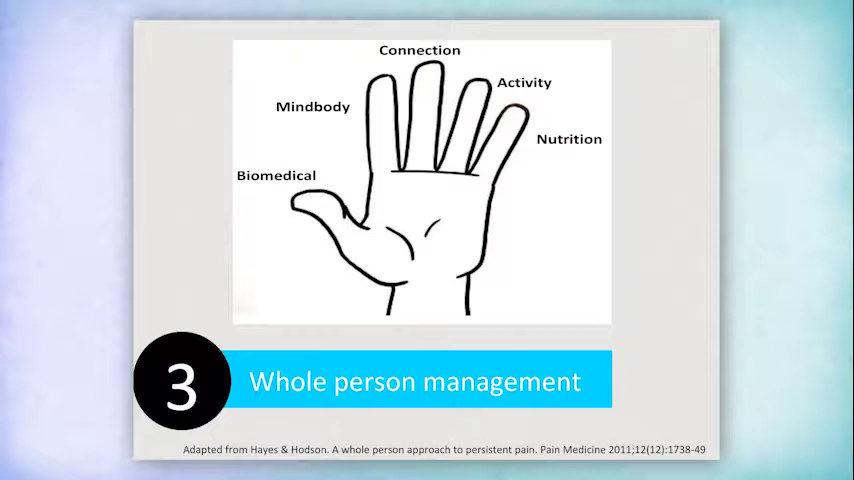 Connection
Activity
Mindbody
Nutrition
Biomedical
3
Whole person management
Adapted from Hayes & Hodson. A whole person approach to persistent pain. Pain Medicine 2011;12(12):1738-49